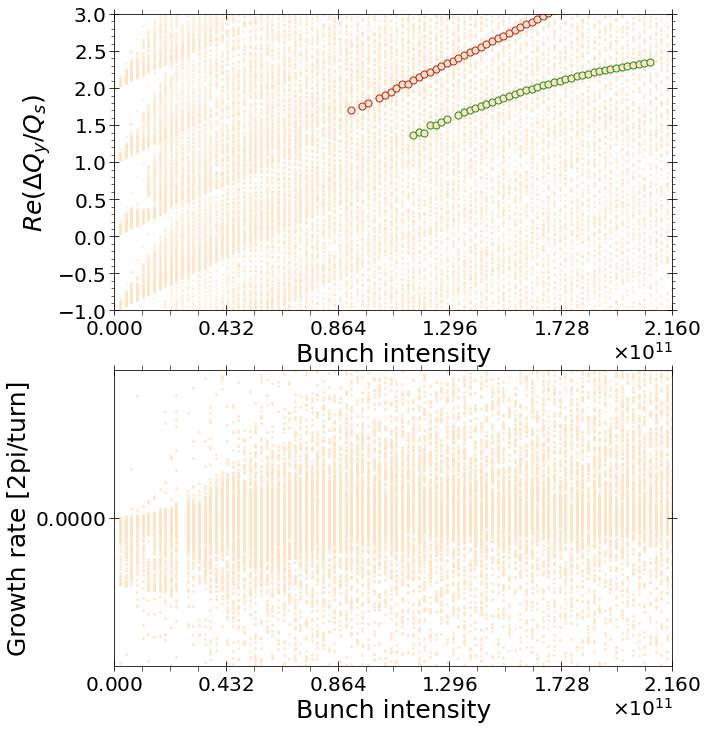 3.0
2.5
2.0
1.5
1.0
0.5
0.0
−0.5
−1.0
Re(ΔQ_y/Q_s)
0.000 0.432 0.864 1.296 1.728 2.160
Bunch intensity
×10^11
0.0000
Growth rate [2pi/turn]
0.000 0.432 0.864 1.296 1.728 2.160
Bunch intensity
×10^11